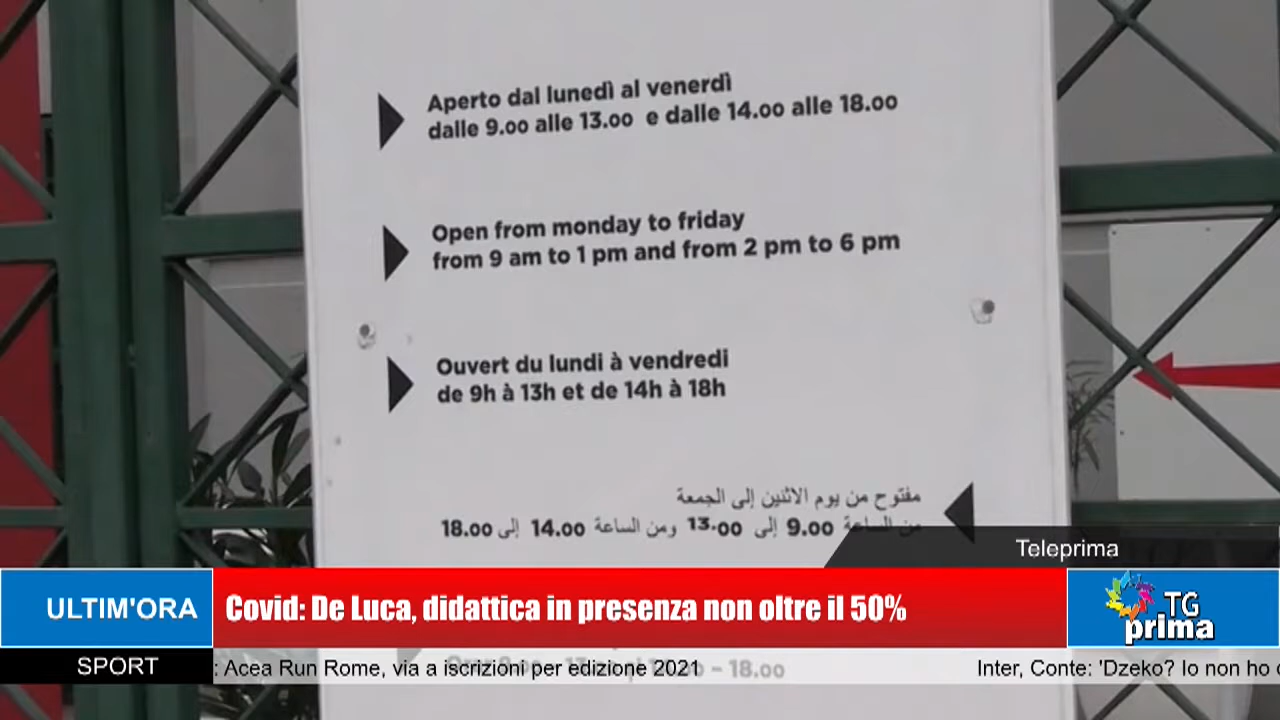 Aperto dal lunedì al venerdì
dalle 9.00 alle 13.00 e dalle 14.00 alle 18.00
Open from monday to friday
from 9 am to 1 pm and from 2 pm to 6 pm
Ouvert du lundi à vendredi
de 9h à 13h et de 14h à 18h
مفتوح من يوم الاثنين إلى الجمعة
من الساعة 9.00 إلى 13.00 ومن الساعة 14.00 إلى 18.00
Teleprima
ULTIM'ORA
Covid: De Luca, didattica in presenza non oltre il 50%
TG
prima
SPORT
: Acea Run Rome, via a iscrizioni per edizione 2021
Inter, Conte: 'Dzeko? Io non ho
– 18.00